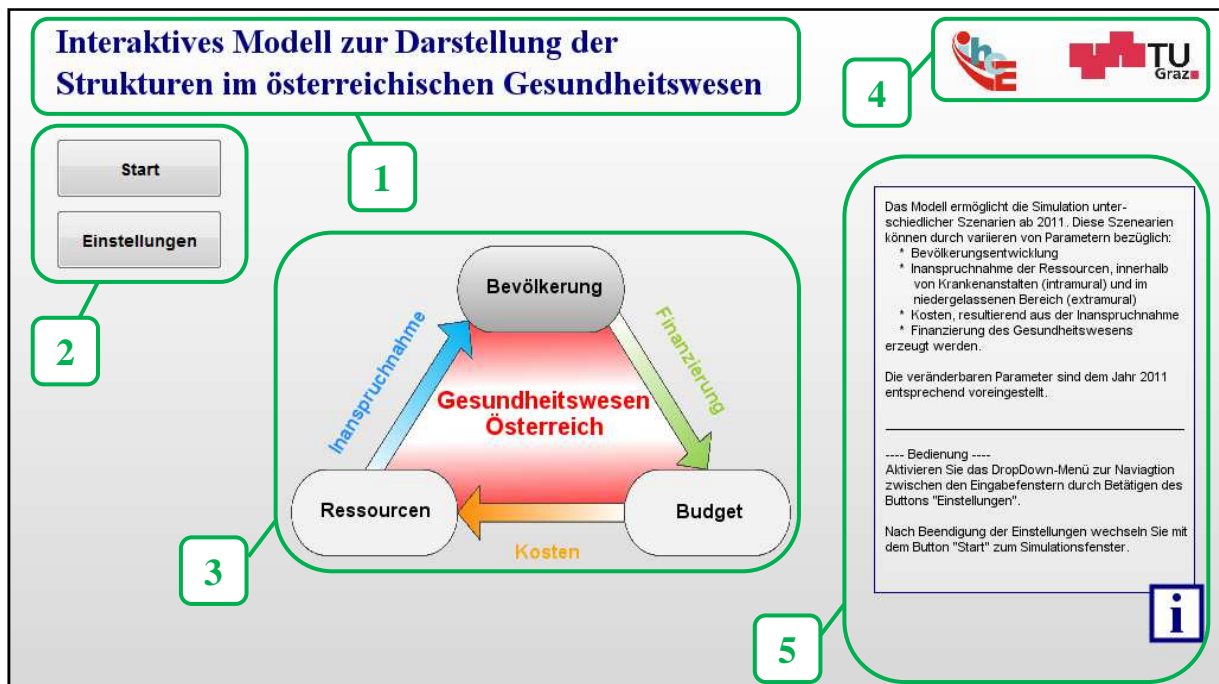 Interaktives Modell zur Darstellung der
Strukturen im österreichischen Gesundheitswesen
1
Start
Einstellungen
2
Bevölkerung
Inanspruchnahme
Finanzierung
Gesundheitswesen
Österreich
Ressourcen
Budget
Kosten
3
ihcE
TU
Graz
4
Das Modell ermöglicht die Simulation unter-
schiedlicher Szenarien ab 2011. Diese Szenearien
können durch variieren von Parametern bezüglich:
* Bevölkerungsentwicklung
* Inanspruchnahme der Ressourcen, innerhalb
von Krankenanstalten (intramural) und im
niedergelassenen Bereich (extramural)
* Kosten, resultierend aus der Inanspruchnahme
* Finanzierung des Gesundheitswesens
erzeugt werden.
Die veränderbaren Parameter sind dem Jahr 2011
entsprechend voreingestellt.
---- Bedienung ----
Aktivieren Sie das DropDown-Menü zur Naviagtion
zwischen den Eingabefenstern durch Betätigen des
Buttons "Einstellungen".
Nach Beendigung der Einstellungen wechseln Sie mit
dem Button "Start" zum Simulationsfenster.
i
5